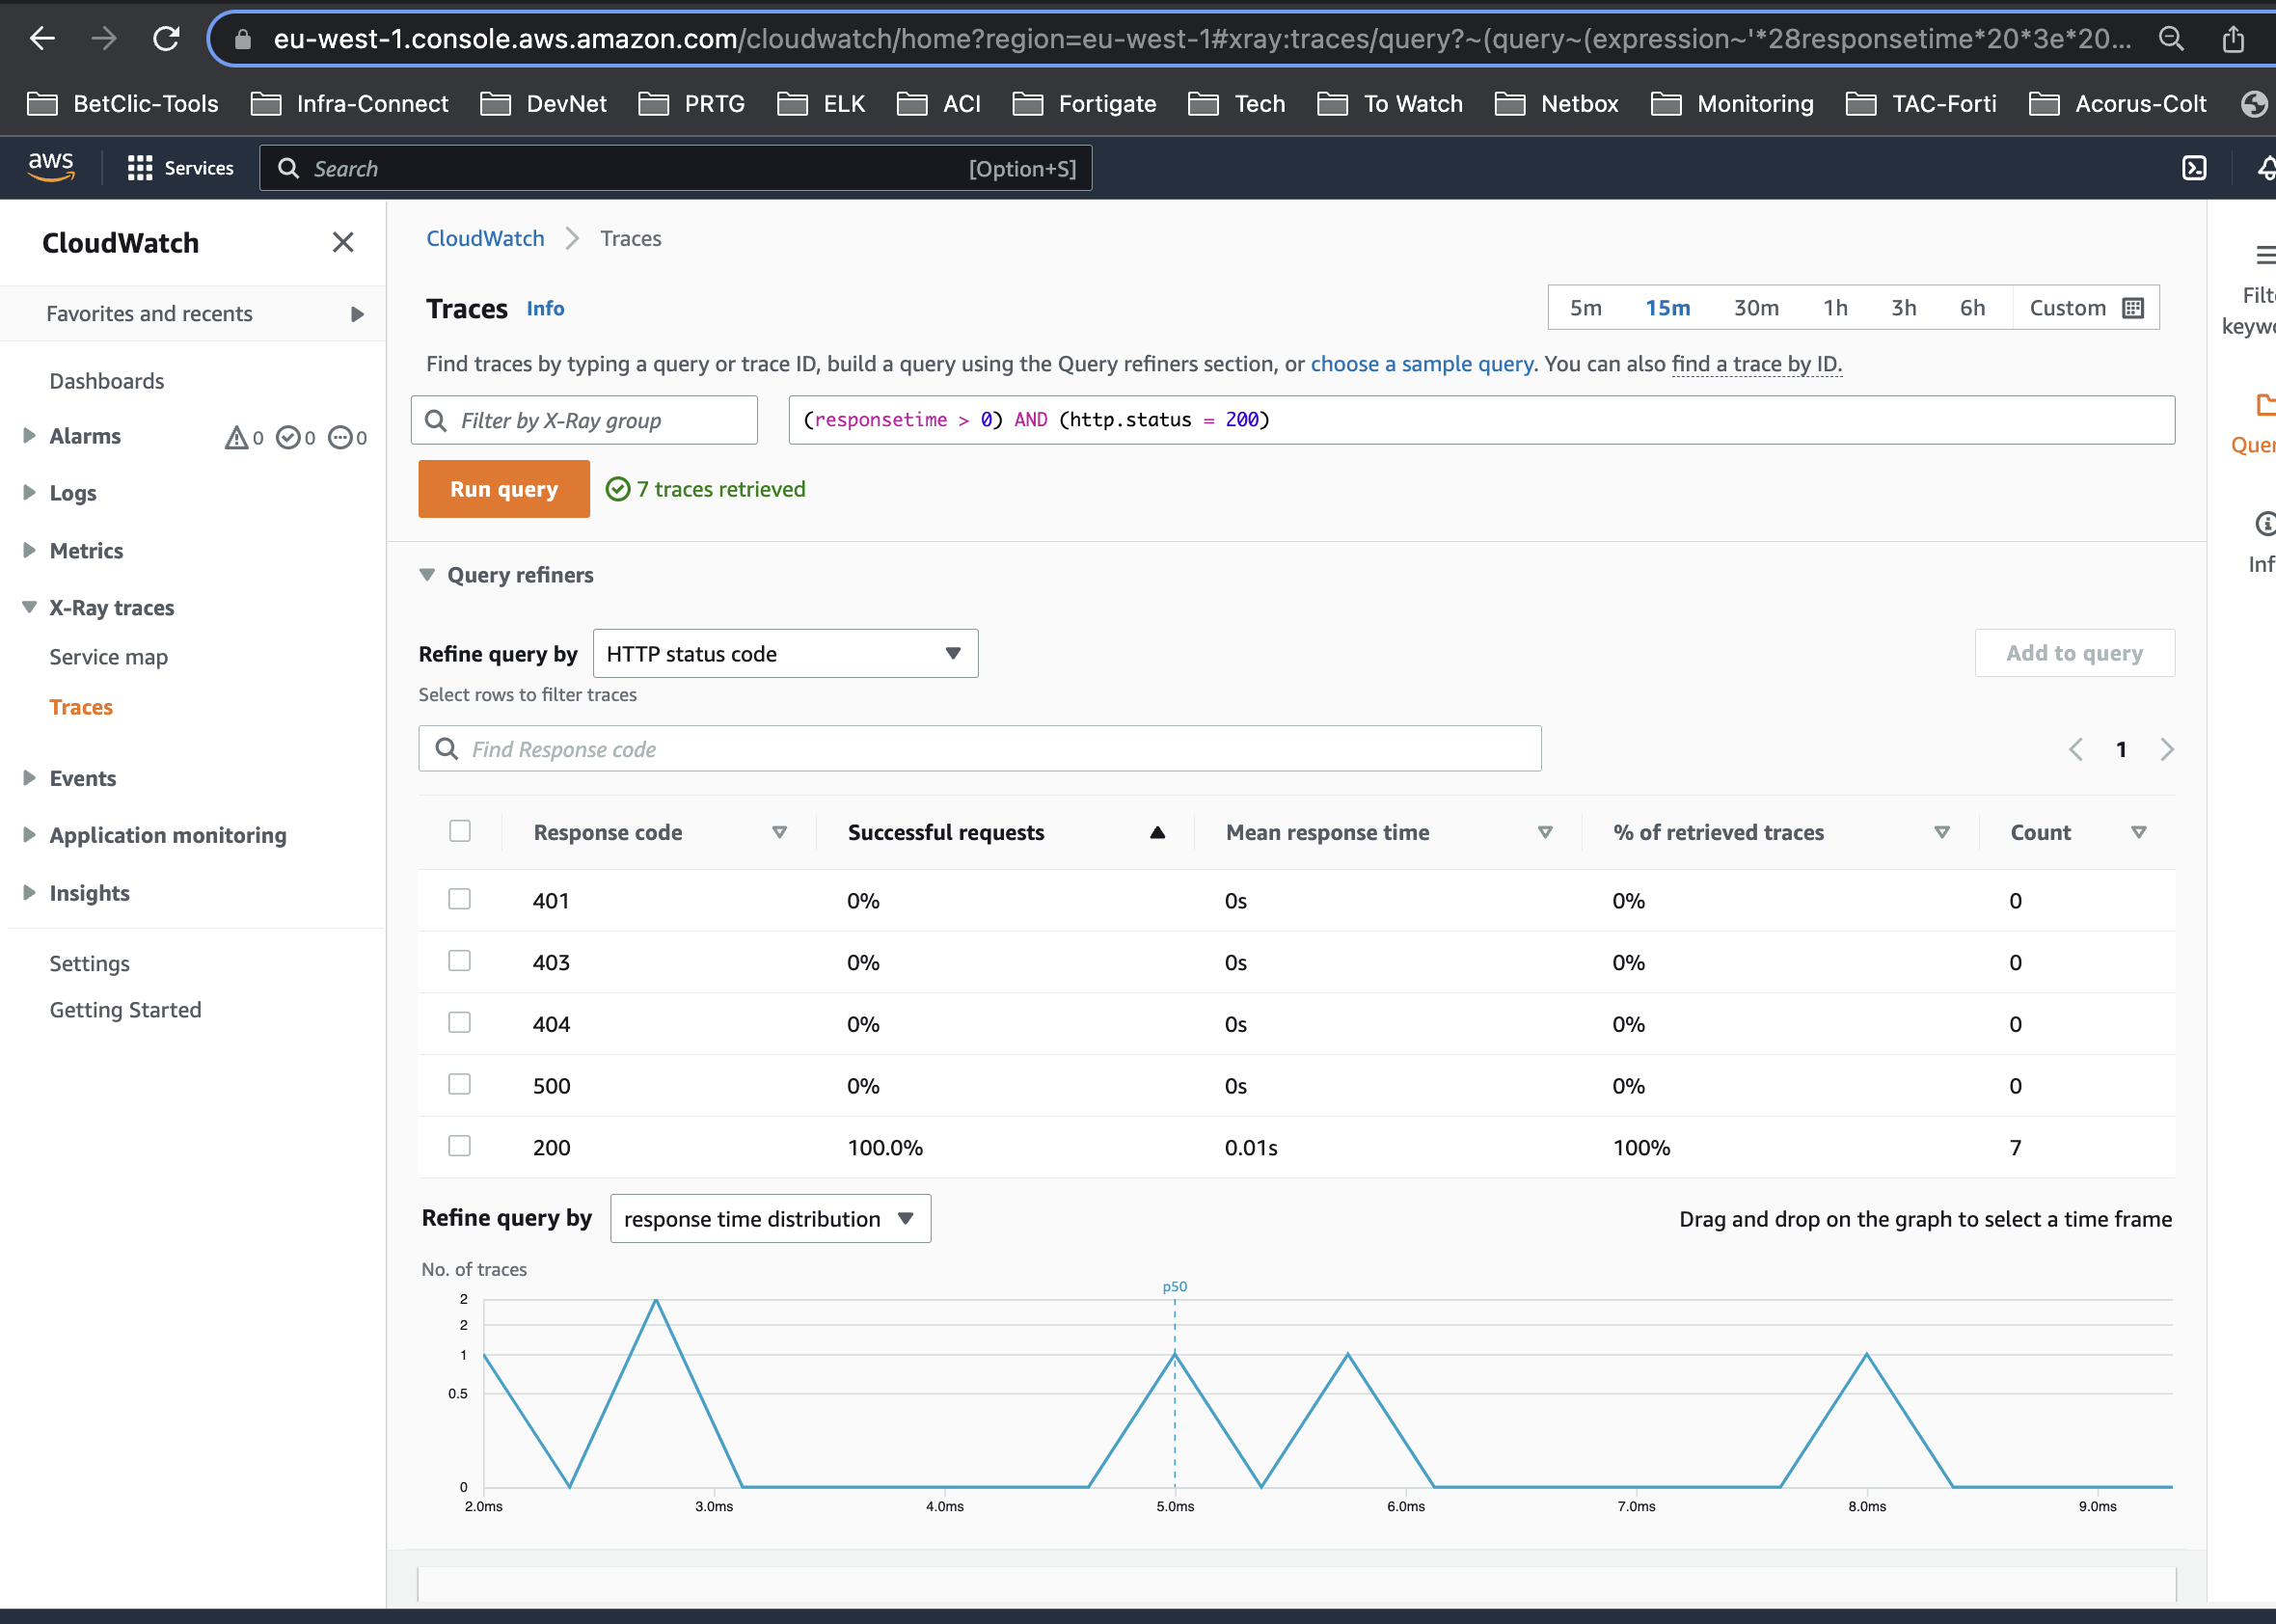 eu-west-1.console.aws.amazon.com/cloudwatch/home?region=eu-west-1#xray:traces/query?~(query~(expression~'*28responsetime*20*3e*20...
BetClic-Tools Infra-Connect DevNet PRTG ELK ACI Fortigate Tech To Watch Netbox Monitoring TAC-Forti Acorus-Colt
aws Services Search [Option+S]
CloudWatch
Favorites and recents
Dashboards
Alarms 0 0 0
Logs
Metrics
X-Ray traces
Service map
Traces
Events
Application monitoring
Insights
Settings
Getting Started
CloudWatch Traces
Traces Info
5m 15m 30m 1h 3h 6h Custom
Find traces by typing a query or trace ID, build a query using the Query refiners section, or choose a sample query. You can also find a trace by ID.
Filter by X-Ray group
(responsetime > 0) AND (http.status = 200)
Run query 7 traces retrieved
Query refiners
Refine query by HTTP status code Add to query
Select rows to filter traces
Find Response code 1
Response code Successful requests Mean response time % of retrieved traces Count
401 0% 0s 0% 0
403 0% 0s 0% 0
404 0% 0s 0% 0
500 0% 0s 0% 0
200 100.0% 0.01s 100% 7
Refine query by response time distribution Drag and drop on the graph to select a time frame
No. of traces
p50
2
2
1
0.5
0
2.0ms 3.0ms 4.0ms 5.0ms 6.0ms 7.0ms 8.0ms 9.0ms